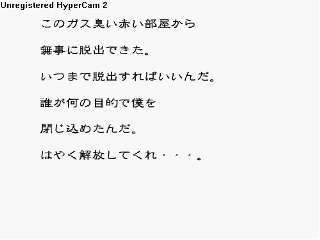 Unregistered HyperCam 2
このガス臭い赤い部屋から
無事に脱出できた。
いつまで脱出すればいいんだ。
誰が何の目的で僕を
閉じ込めたんだ。
はやく解放してくれ・・・。